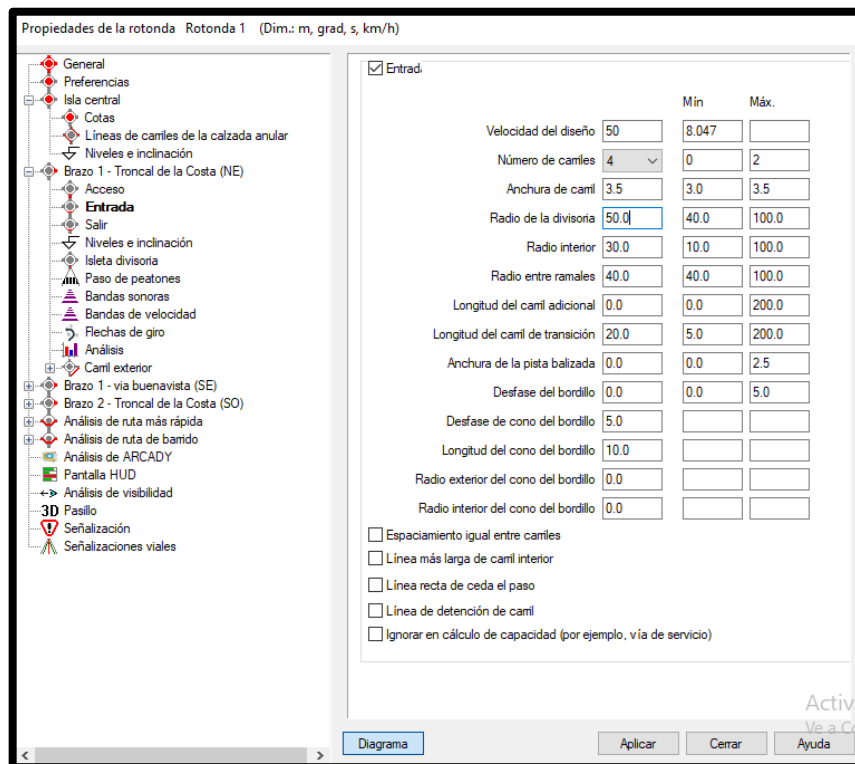 Propiedades de la rotonda Rotonda 1 (Dim.: m, grad, s, km/h)
General
Preferencias
Isla central
Cotas
Líneas de carriles de la calzada anular
Niveles e inclinación
Brazo 1 - Troncal de la Costa (NE)
Acceso
Entrada
Salir
Niveles e inclinación
Isleta divisoria
Paso de peatones
Bandas sonoras
Bandas de velocidad
Flechas de giro
Análisis
Carril exterior
Brazo 1 - via buenavista (SE)
Brazo 2 - Troncal de la Costa (SO)
Análisis de ruta más rápida
Análisis de ruta de barrido
Análisis de ARCADY
Pantalla HUD
Análisis de visibilidad
3D Pasillo
Señalización
Señalizaciones viales
Entrada
Mín Máx.
Velocidad del diseño 50 8.047
Número de carriles 4 0 2
Anchura de carril 3.5 3.0 3.5
Radio de la divisoria 50.0 40.0 100.0
Radio interior 30.0 10.0 100.0
Radio entre ramales 40.0 40.0 100.0
Longitud del carril adicional 0.0 0.0 200.0
Longitud del carril de transición 20.0 5.0 200.0
Anchura de la pista balizada 0.0 0.0 2.5
Desfase del bordillo 0.0 0.0 5.0
Desfase de cono del bordillo 5.0
Longitud del cono del bordillo 10.0
Radio exterior del cono del bordillo 0.0
Radio interior del cono del bordillo 0.0
Espaciamiento igual entre carriles
Línea más larga de carril interior
Línea recta de ceda el paso
Línea de detención de carril
Ignorar en cálculo de capacidad (por ejemplo, vía de servicio)
Activ
Ve a Co
Diagrama Aplicar Cerrar Ayuda